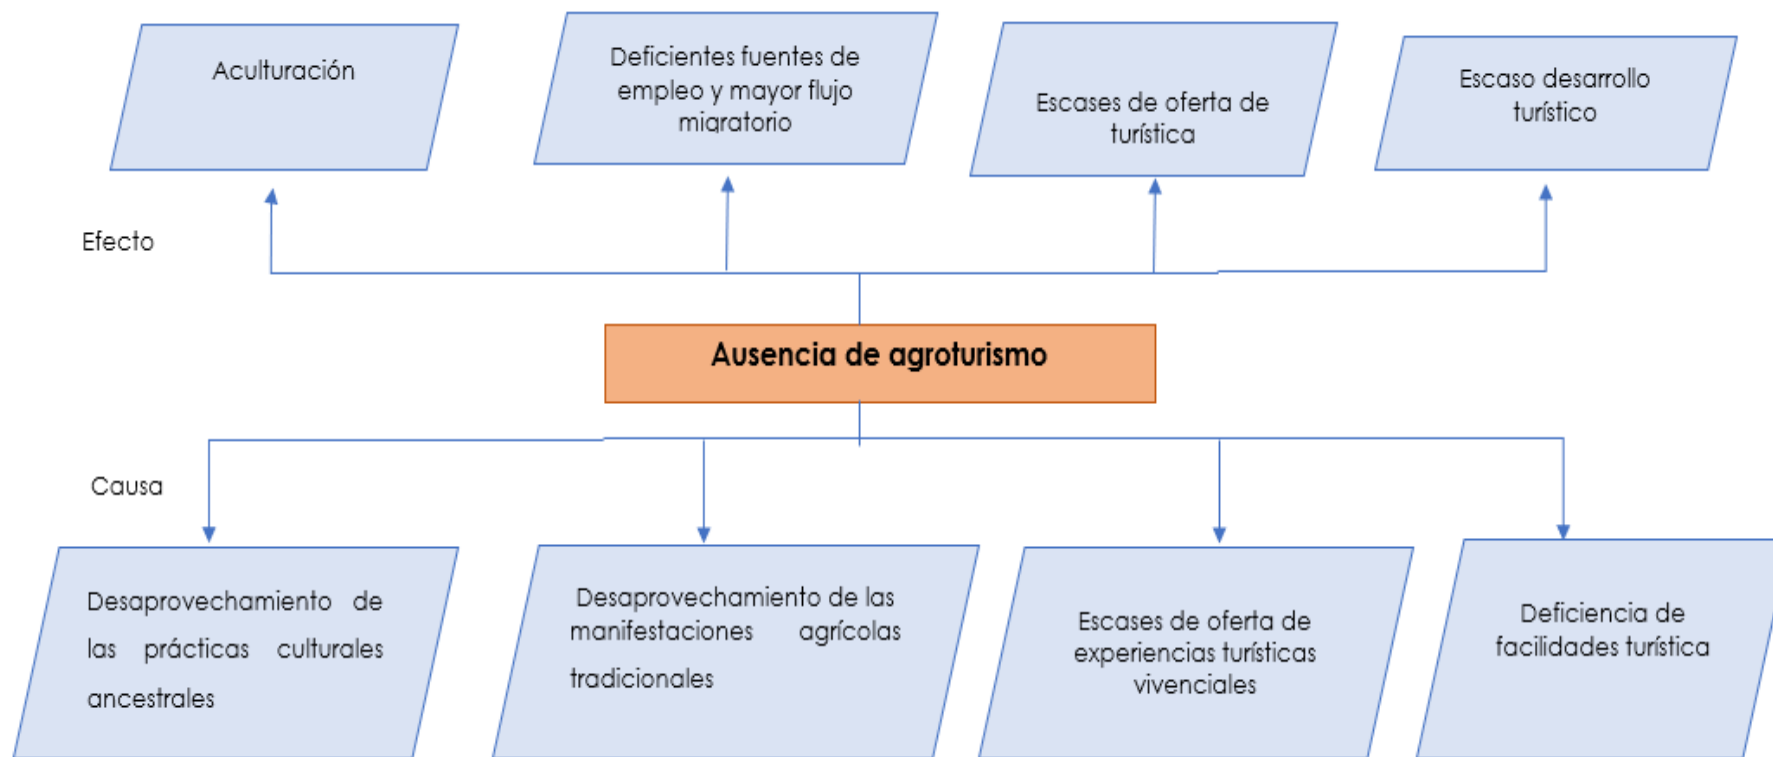 Aculturación
Deficientes fuentes de
empleo y mayor flujo
migratorio
Escases de oferta de
turística
Escaso desarrollo
turístico
Efecto
Ausencia de agroturismo
Causa
Desaprovechamiento de
las prácticas culturales
ancestrales
Desaprovechamiento de las
manifestaciones agrícolas
tradicionales
Escases de oferta de
experiencias turísticas
vivenciales
Deficiencia de
facilidades turística